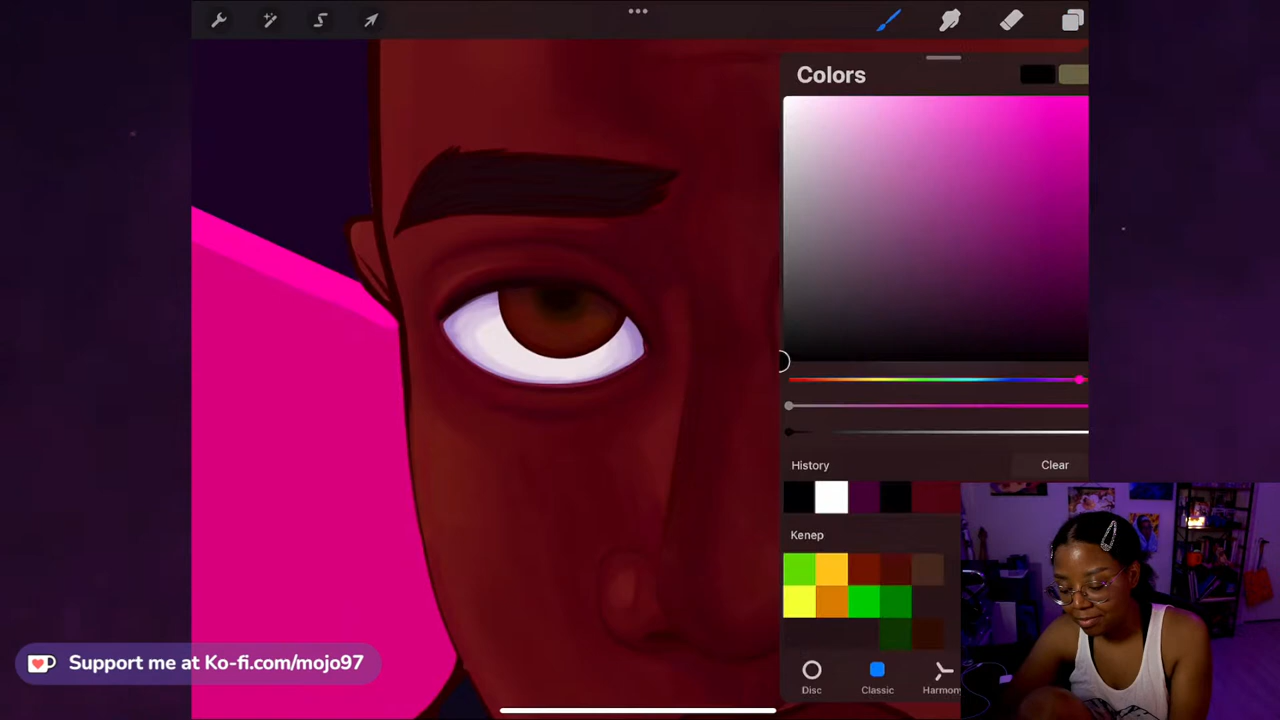 Colors
History
Clear
Kenep
Disc
Classic
Harmony
Support me at Ko-fi.com/mojo97